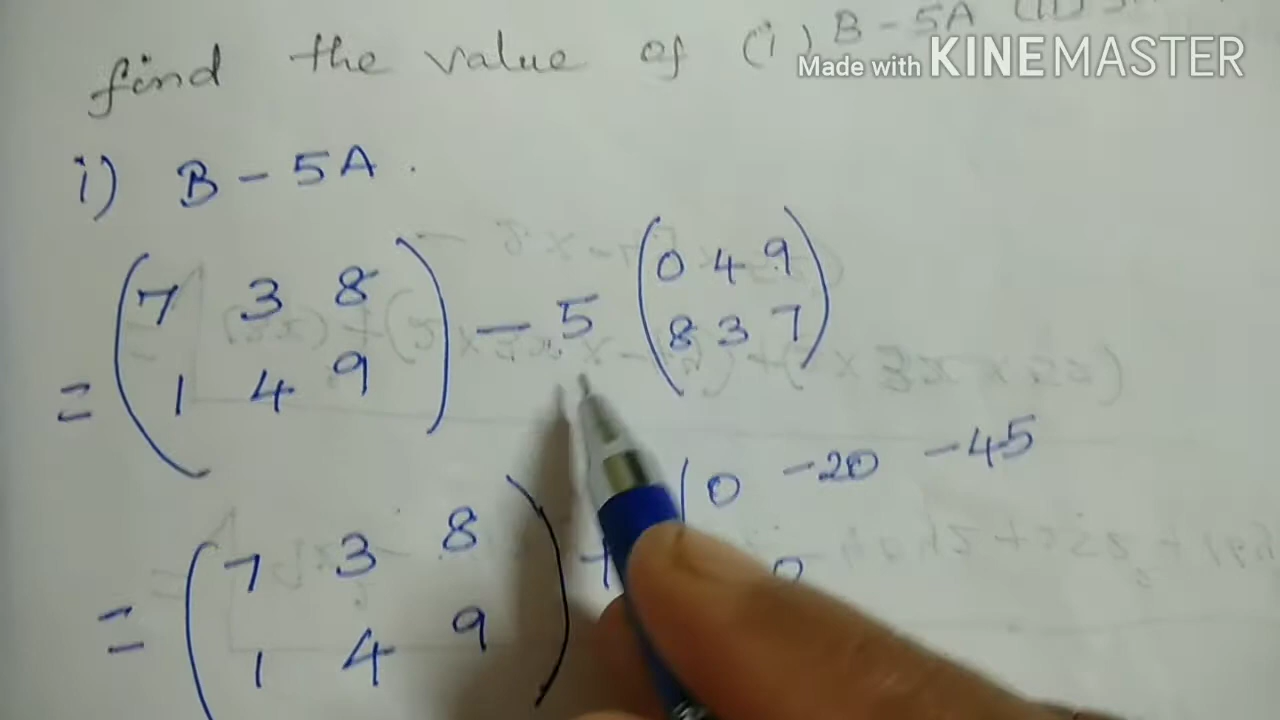 find the value of (i) B - 5A (ii)
Made with KINEMASTER
i) B - 5A.
7 3 8
1 4 9
= - 5
0 4 9
8 3 7
0 -20 -45
7 3 8
1 4 9
= +